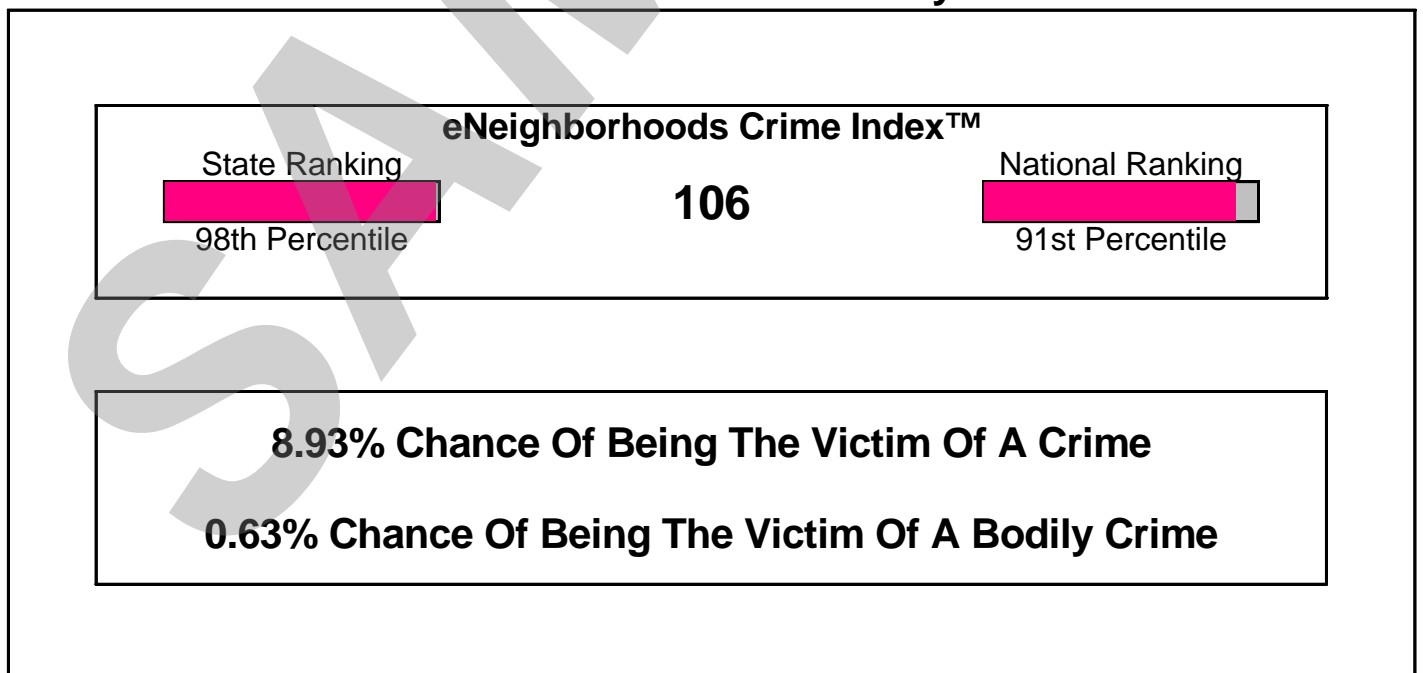 eNeighborhoods Crime Index™
State Ranking
98th Percentile
106
National Ranking
91st Percentile
8.93% Chance Of Being The Victim Of A Crime
0.63% Chance Of Being The Victim Of A Bodily Crime